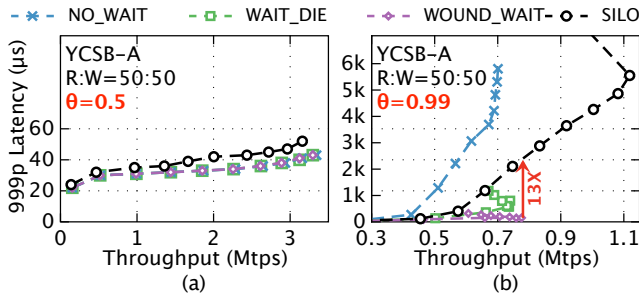 NO_WAIT WAIT_DIE WOUND_WAIT SILO
YCSB-A
R:W=50:50
θ=0.5
999p Latency (μs)
60
40
20
0
0 1 2 3
Throughput (Mtps)
(a)
YCSB-A
R:W=50:50
θ=0.99
13X
6k
5k
4k
3k
2k
1k
0
0.3 0.5 0.7 0.9 1.1
Throughput (Mtps)
(b)